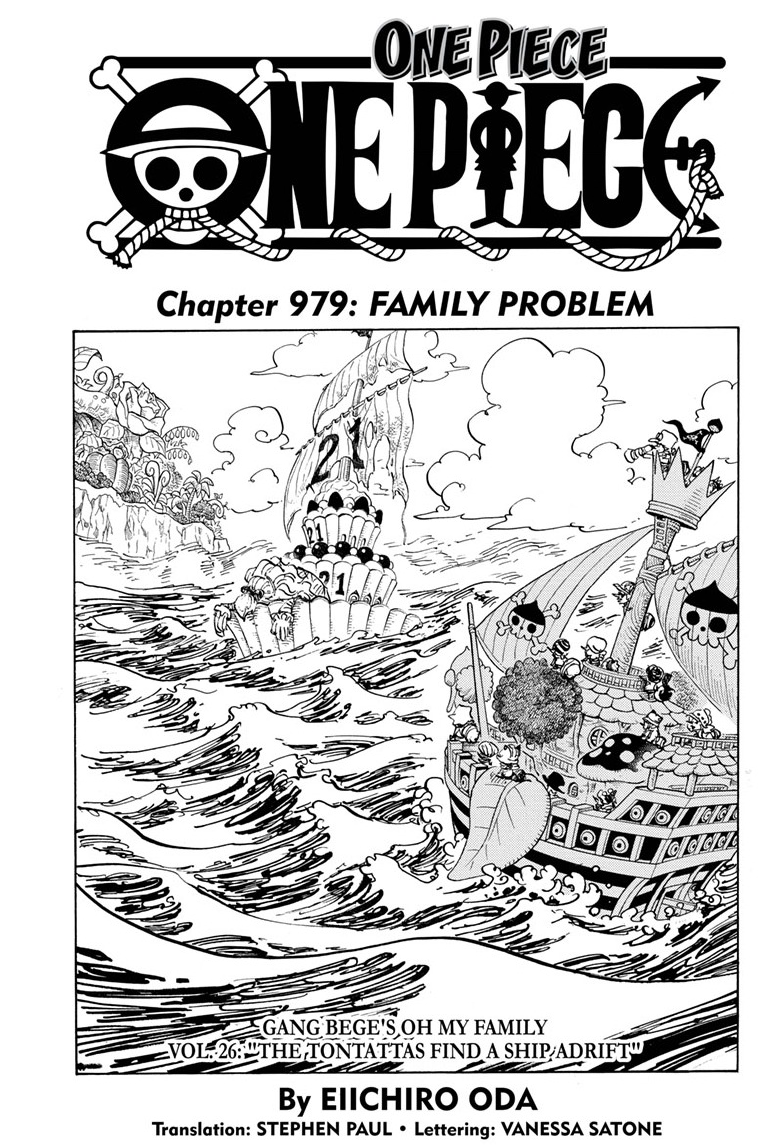 ONE PIECE
ONE PIECE
Chapter 979: FAMILY PROBLEM
21
21
21
GANG BEGE'S OH MY FAMILY
VOL. 26: "THE TONTATTAS FIND A SHIP ADRIFT"
By EIICHIRO ODA
Translation: STEPHEN PAUL • Lettering: VANESSA SATONE